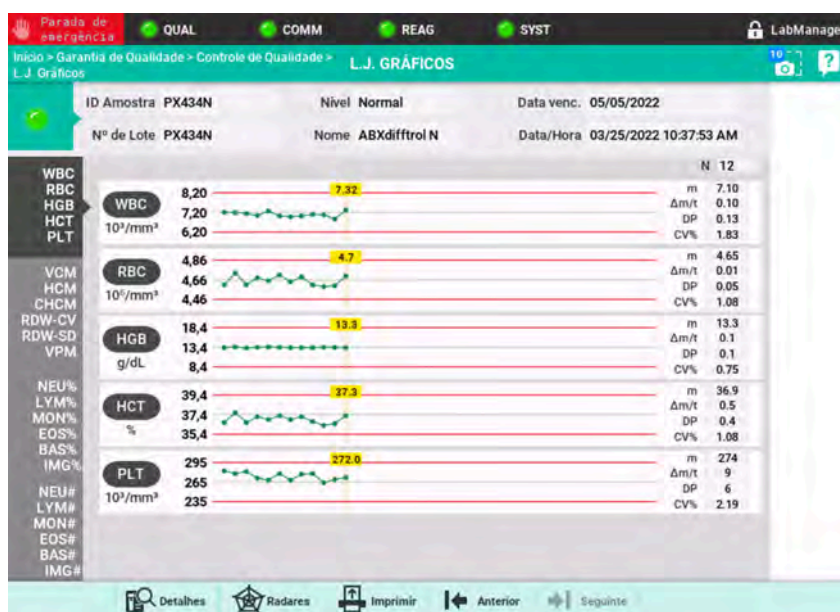 Parada de
emergência
QUAL
COMM
REAG
SYST
LabManage
Início > Garantia de Qualidade > Controle de Qualidade >
L.J. Gráficos
L.J. GRÁFICOS
10
?
ID Amostra PX434N
Nível Normal
Data venc. 05/05/2022
Nº de Lote PX434N
Nome ABXdifftrol N
Data/Hora 03/25/2022 10:37:53 AM
WBC
RBC
HGB
HCT
PLT
VCM
HCM
CHCM
RDW-CV
RDW-SD
VPM
NEU%
LYM%
MON%
EOS%
BAS%
IMG%
NEU#
LYM#
MON#
EOS#
BAS#
IMG#
N 12
WBC
10³/mm³
8,20
7,20
6,20
7.32
m 7.10
Δm/t 0.10
DP 0.13
CV% 1.83
RBC
10⁶/mm³
4,86
4,66
4,46
4.7
m 4.65
Δm/t 0.01
DP 0.05
CV% 1.08
HGB
g/dL
18,4
13,4
8,4
13.3
m 13.3
Δm/t 0.1
DP 0.1
CV% 0.75
HCT
%
39,4
37,4
35,4
37.3
m 36.9
Δm/t 0.5
DP 0.4
CV% 1.08
PLT
10³/mm³
295
265
235
272.0
m 274
Δm/t 9
DP 6
CV% 2.19
Detalhes
Radares
Imprimir
Anterior
Seguinte